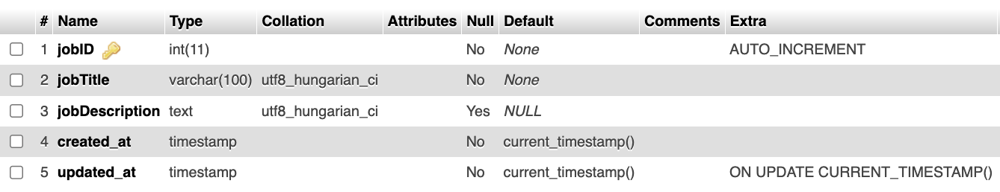 # Name Type Collation Attributes Null Default Comments Extra
1 jobID int(11) No None AUTO_INCREMENT
2 jobTitle varchar(100) utf8_hungarian_ci No None
3 jobDescription text utf8_hungarian_ci Yes NULL
4 created_at timestamp No current_timestamp()
5 updated_at timestamp No current_timestamp() ON UPDATE CURRENT_TIMESTAMP()